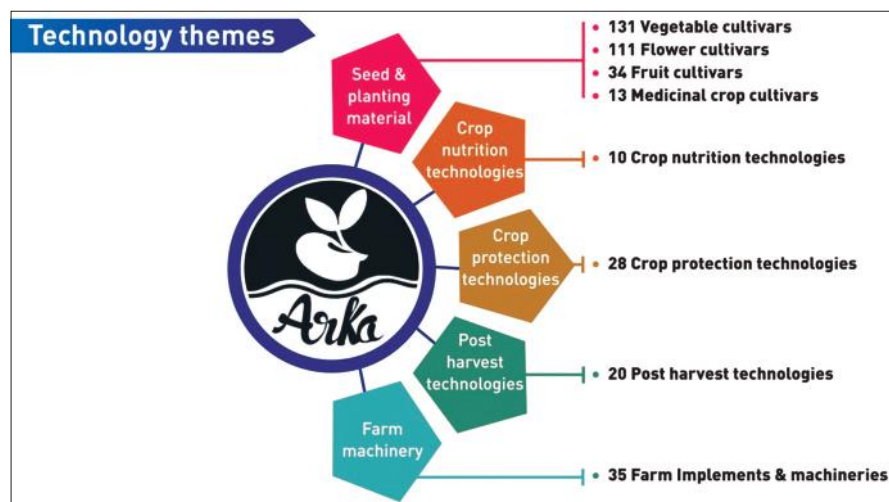 Technology themes
Seed &
planting
material
• 131 Vegetable cultivars
• 111 Flower cultivars
• 34 Fruit cultivars
• 13 Medicinal crop cultivars
Crop
nutrition
technologies
• 10 Crop nutrition technologies
Crop
protection
technologies
• 28 Crop protection technologies
Arka
Post
harvest
technologies
• 20 Post harvest technologies
Farm
machinery
• 35 Farm Implements & machineries